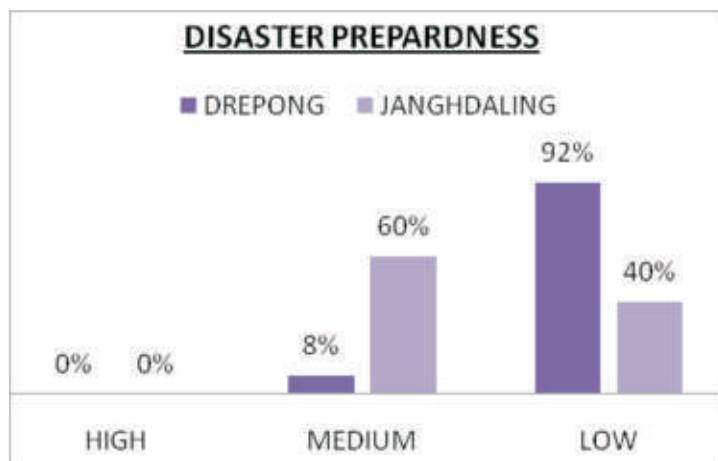 DISASTER PREPARDNESS
DREPONG JANGHDALING
92%
60%
40%
8%
0% 0%
HIGH MEDIUM LOW